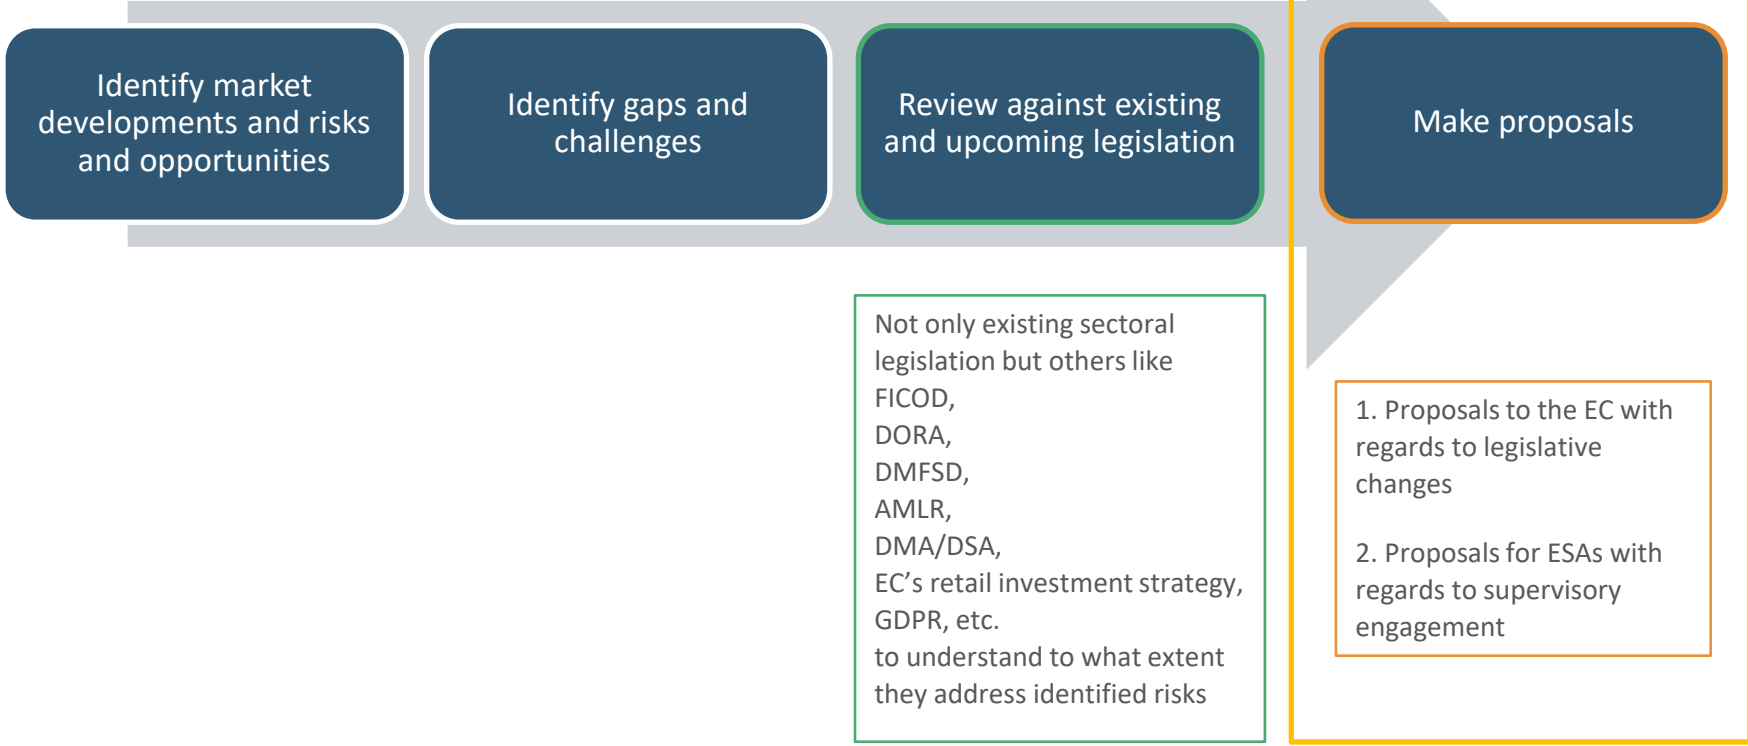 Identify market
developments and risks
and opportunities
Identify gaps and
challenges
Review against existing
and upcoming legislation
Make proposals
Not only existing sectoral
legislation but others like
FICOD,
DORA,
DMFSD,
AMLR,
DMA/DSA,
EC’s retail investment strategy,
GDPR, etc.
to understand to what extent
they address identified risks
1. Proposals to the EC with
regards to legislative
changes
2. Proposals for ESAs with
regards to supervisory
engagement